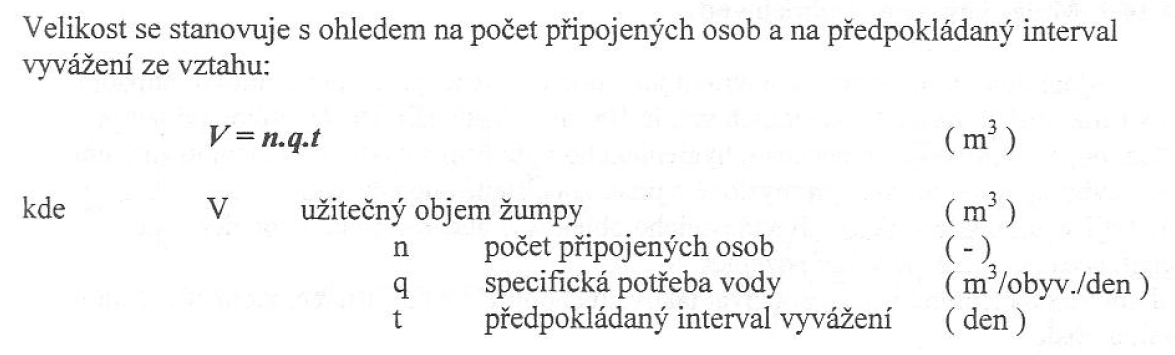 Velikost se stanovuje s ohledem na počet připojených osob a na předpokládaný interval
vyvážení ze vztahu:
V = n.q.t ( m³ )
kde V užitečný objem žumpy ( m³ )
n počet připojených osob ( - )
q specifická potřeba vody ( m³/obyv./den )
t předpokládaný interval vyvážení ( den )